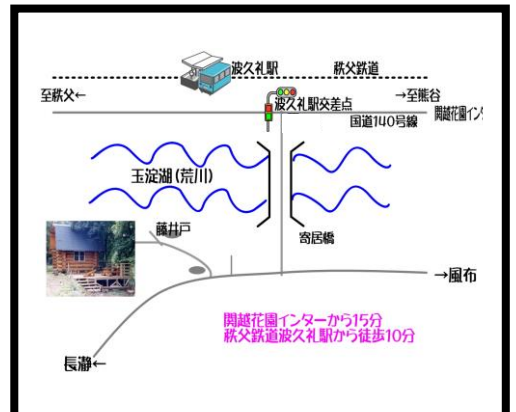 波久礼駅 秩父鉄道
至秩父← →至熊谷
波久礼駅交差点
国道140号線 関越花園インタ
玉淀湖(荒川)
藤井戸
寄居橋
→風布
関越花園インターから15分
秩父鉄道波久礼駅から徒歩10分
長瀞←